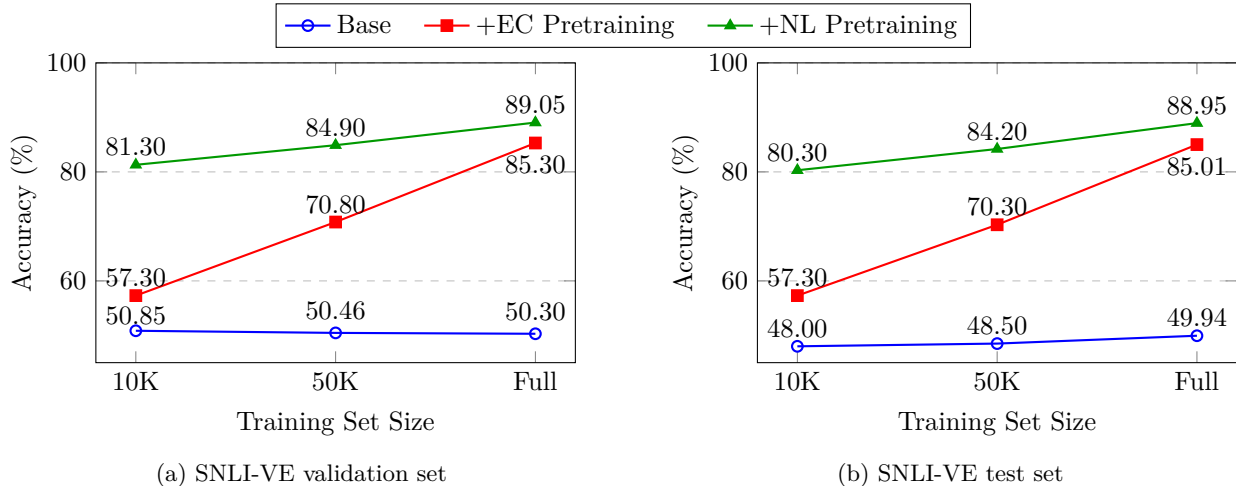 Base +EC Pretraining +NL Pretraining
100
80
60
Accuracy (%)
81.30 84.90 89.05
57.30 70.80 85.30
50.85 50.46 50.30
10K 50K Full
Training Set Size
(a) SNLI-VE validation set
100
80
60
Accuracy (%)
80.30 84.20 88.95
57.30 70.30 85.01
48.00 48.50 49.94
10K 50K Full
Training Set Size
(b) SNLI-VE test set